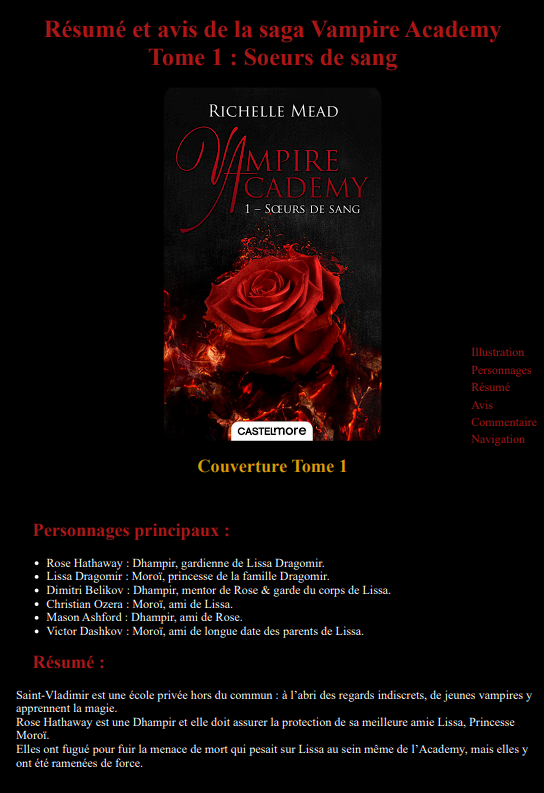 Résumé et avis de la saga Vampire Academy
Tome 1 : Soeurs de sang
RICHELLE MEAD
VAMPIRE
ACADEMY
1 – SŒURS DE SANG
CASTELMORE
Couverture Tome 1
Illustration
Personnages
Résumé
Avis
Commentaire
Navigation
Personnages principaux :
• Rose Hathaway : Dhampir, gardienne de Lissa Dragomir.
• Lissa Dragomir : Moroï, princesse de la famille Dragomir.
• Dimitri Belikov : Dhampir, mentor de Rose & garde du corps de Lissa.
• Christian Ozera : Moroï, ami de Lissa.
• Mason Ashford : Dhampir, ami de Rose.
• Victor Dashkov : Moroï, ami de longue date des parents de Lissa.
Résumé :
Saint-Vladimir est une école privée hors du commun : à l’abri des regards indiscrets, de jeunes vampires y
apprennent la magie.
Rose Hathaway est une Dhampir et elle doit assurer la protection de sa meilleure amie Lissa, Princesse
Moroï.
Elles ont fugué pour fuir la menace de mort qui pesait sur Lissa au sein même de l’Academy, mais elles y
ont été ramenées de force.